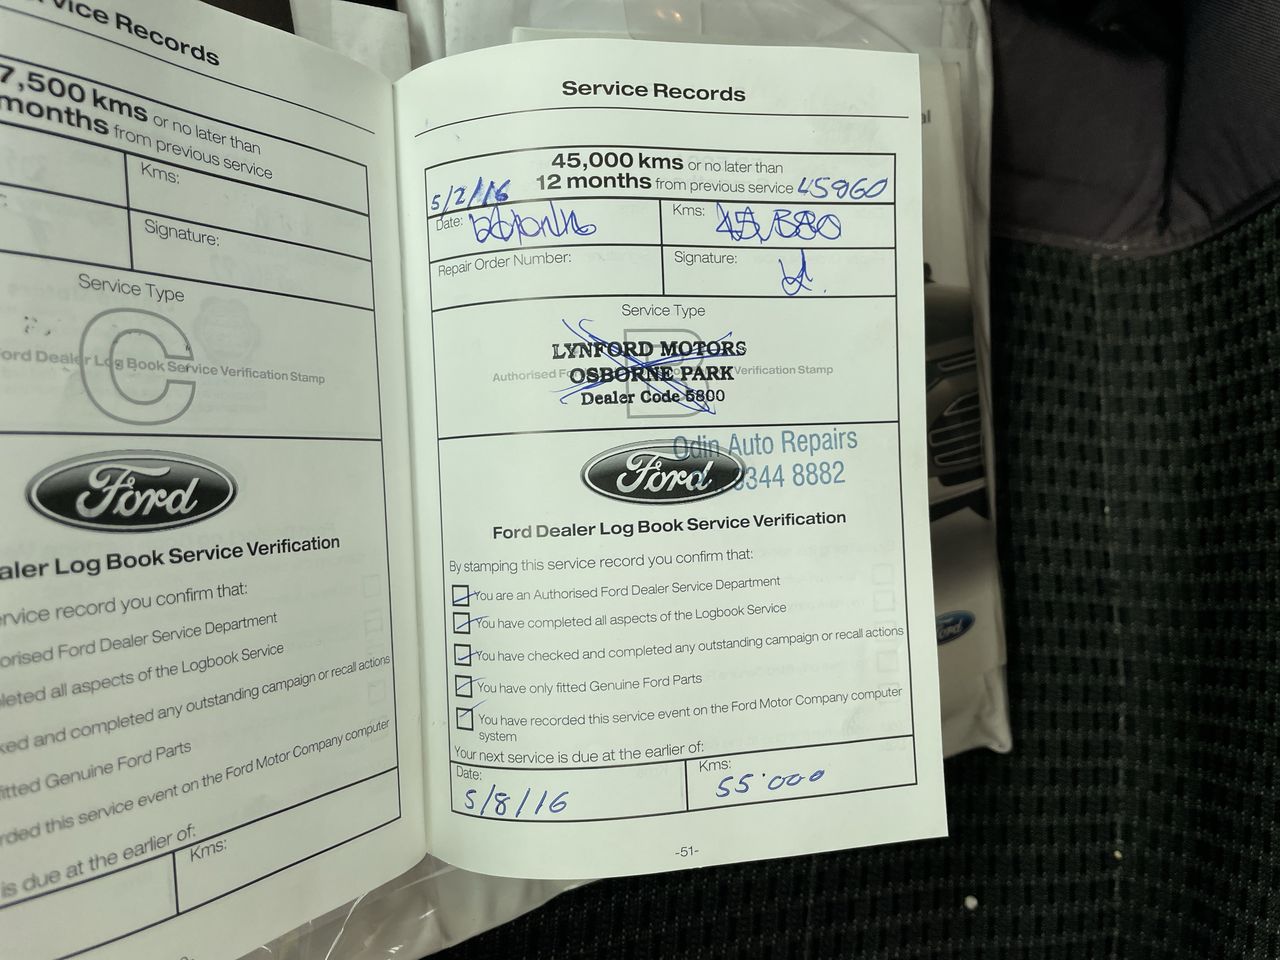 Service Records
7,500 kms or no later than
months from previous service
Kms:
Signature:
Service Type
C
Ford Dealer Log Book Service Verification Stamp
Ford
aler Log Book Service Verification
ervice record you confirm that:
orised Ford Dealer Service Department
leted all aspects of the Logbook Service
ked and completed any outstanding campaign or recall actions
fitted Genuine Ford Parts
rded this service event on the Ford Motor Company computer
is due at the earlier of:
Kms:
Service Records
45,000 kms or no later than
5/2/16 12 months from previous service 45960
Date:
Kms:
Repair Order Number:
Signature:
Service Type
B
LYNFORD MOTORS
Authorised Fo Verification Stamp
OSBORNE PARK
Dealer Code 5800
Odin Auto Repairs
Ford 9344 8882
Ford Dealer Log Book Service Verification
By stamping this service record you confirm that:
You are an Authorised Ford Dealer Service Department
You have completed all aspects of the Logbook Service
You have checked and completed any outstanding campaign or recall actions
You have only fitted Genuine Ford Parts
You have recorded this service event on the Ford Motor Company computer
system
Your next service is due at the earlier of:
Date: 5/8/16
Kms: 55.000
-51-
Ford